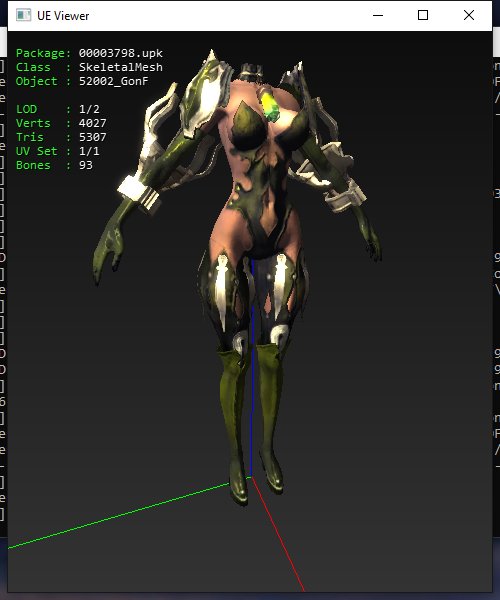 UE Viewer
Package: 00003798.upk
Class : SkeletalMesh
Object : 52002_GonF
LOD : 1/2
Verts : 4027
Tris : 5307
UV Set : 1/1
Bones : 93